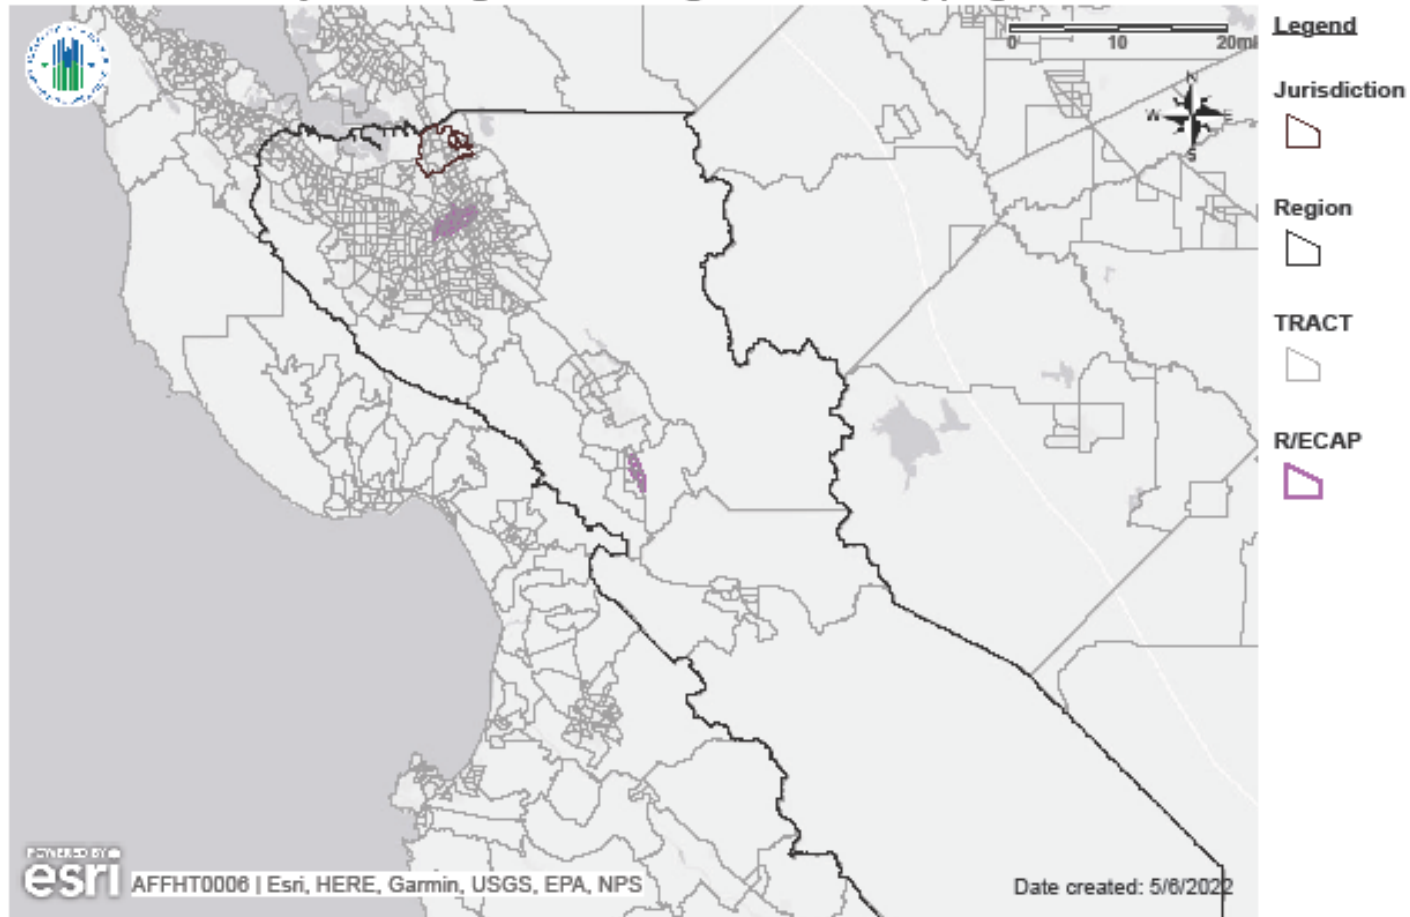 Legend
0 10 20mi
N
W E
S
Jurisdiction
Region
TRACT
R/ECAP
POWERED BY
esri
AFFHT0006 | Esri, HERE, Garmin, USGS, EPA, NPS
Date created: 5/6/2022